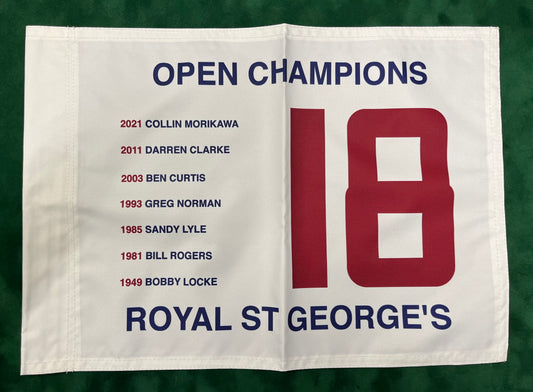 OPEN CHAMPIONS
2021 COLLIN MORIKAWA
2011 DARREN CLARKE
2003 BEN CURTIS
1993 GREG NORMAN
1985 SANDY LYLE
1981 BILL ROGERS
1949 BOBBY LOCKE
18
ROYAL ST GEORGE'S